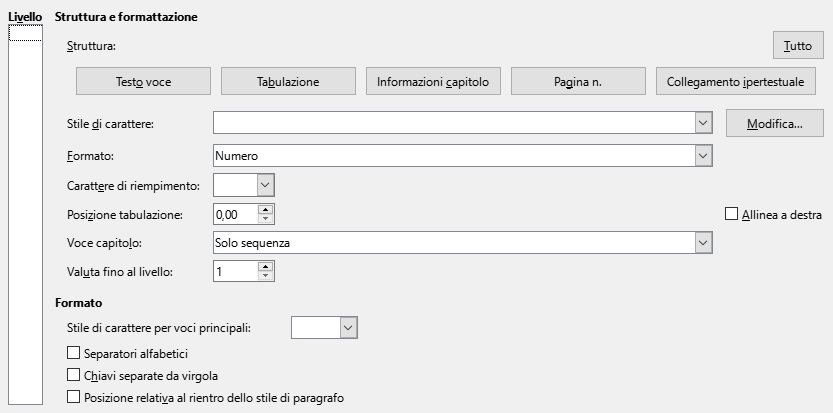 Livello Struttura e formattazione
Struttura: Tutto
Testo voce Tabulazione Informazioni capitolo Pagina n. Collegamento ipertestuale
Stile di carattere: Modifica...
Formato: Numero
Carattere di riempimento:
Posizione tabulazione: 0,00 Allinea a destra
Voce capitolo: Solo sequenza
Valuta fino al livello: 1
Formato
Stile di carattere per voci principali:
Separatori alfabetici
Chiavi separate da virgola
Posizione relativa al rientro dello stile di paragrafo